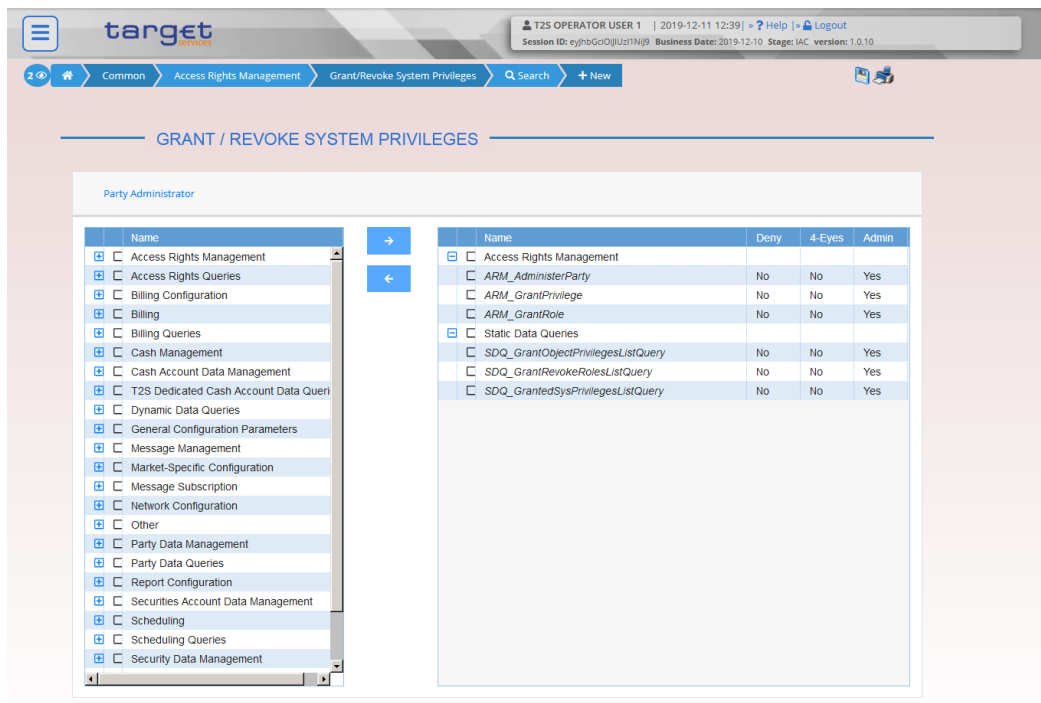 target
services
T2S OPERATOR USER 1 | 2019-12-11 12:39| » ? Help |» Logout
Session ID: eyJhbGciOiJIUzI1NiJ9 Business Date: 2019-12-10 Stage: IAC version: 1.0.10
2 Common Access Rights Management Grant/Revoke System Privileges Search + New
GRANT / REVOKE SYSTEM PRIVILEGES
Party Administrator
Name
Access Rights Management
Access Rights Queries
Billing Configuration
Billing
Billing Queries
Cash Management
Cash Account Data Management
T2S Dedicated Cash Account Data Queri
Dynamic Data Queries
General Configuration Parameters
Message Management
Market-Specific Configuration
Message Subscription
Network Configuration
Other
Party Data Management
Party Data Queries
Report Configuration
Securities Account Data Management
Scheduling
Scheduling Queries
Security Data Management
Name Deny 4-Eyes Admin
Access Rights Management
ARM_AdministerParty No No Yes
ARM_GrantPrivilege No No Yes
ARM_GrantRole No No Yes
Static Data Queries
SDQ_GrantObjectPrivilegesListQuery No No Yes
SDQ_GrantRevokeRolesListQuery No No Yes
SDQ_GrantedSysPrivilegesListQuery No No Yes